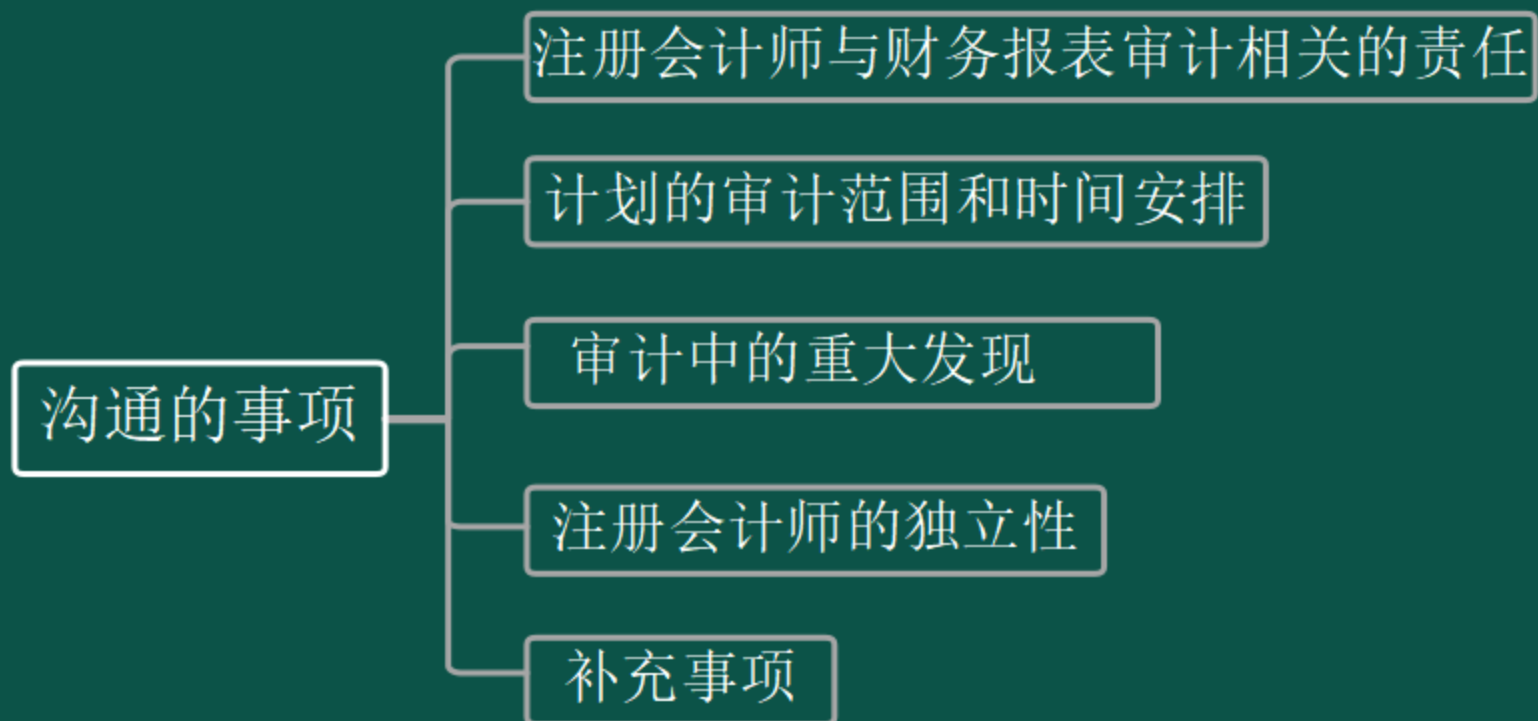 注册会计师与财务报表审计相关的责任
计划的审计范围和时间安排
审计中的重大发现
沟通的事项
注册会计师的独立性
补充事项